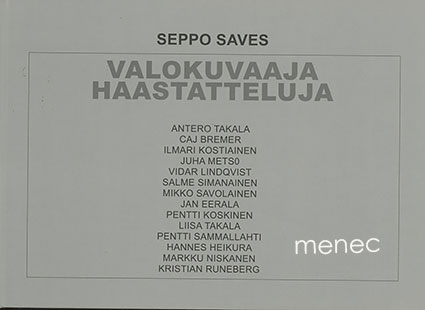 SEPPO SAVES
VALOKUVAAJA
HAASTATTELUJA
ANTERO TAKALA
CAJ BREMER
ILMARI KOSTIAINEN
JUHA METS0
VIDAR LINDQVIST
SALME SIMANAINEN
MIKKO SAVOLAINEN
JAN EERALA
PENTTI KOSKINEN
LIISA TAKALA
PENTTI SAMMALLAHTI
HANNES HEIKURA
MARKKU NISKANEN
KRISTIAN RUNEBERG
menec